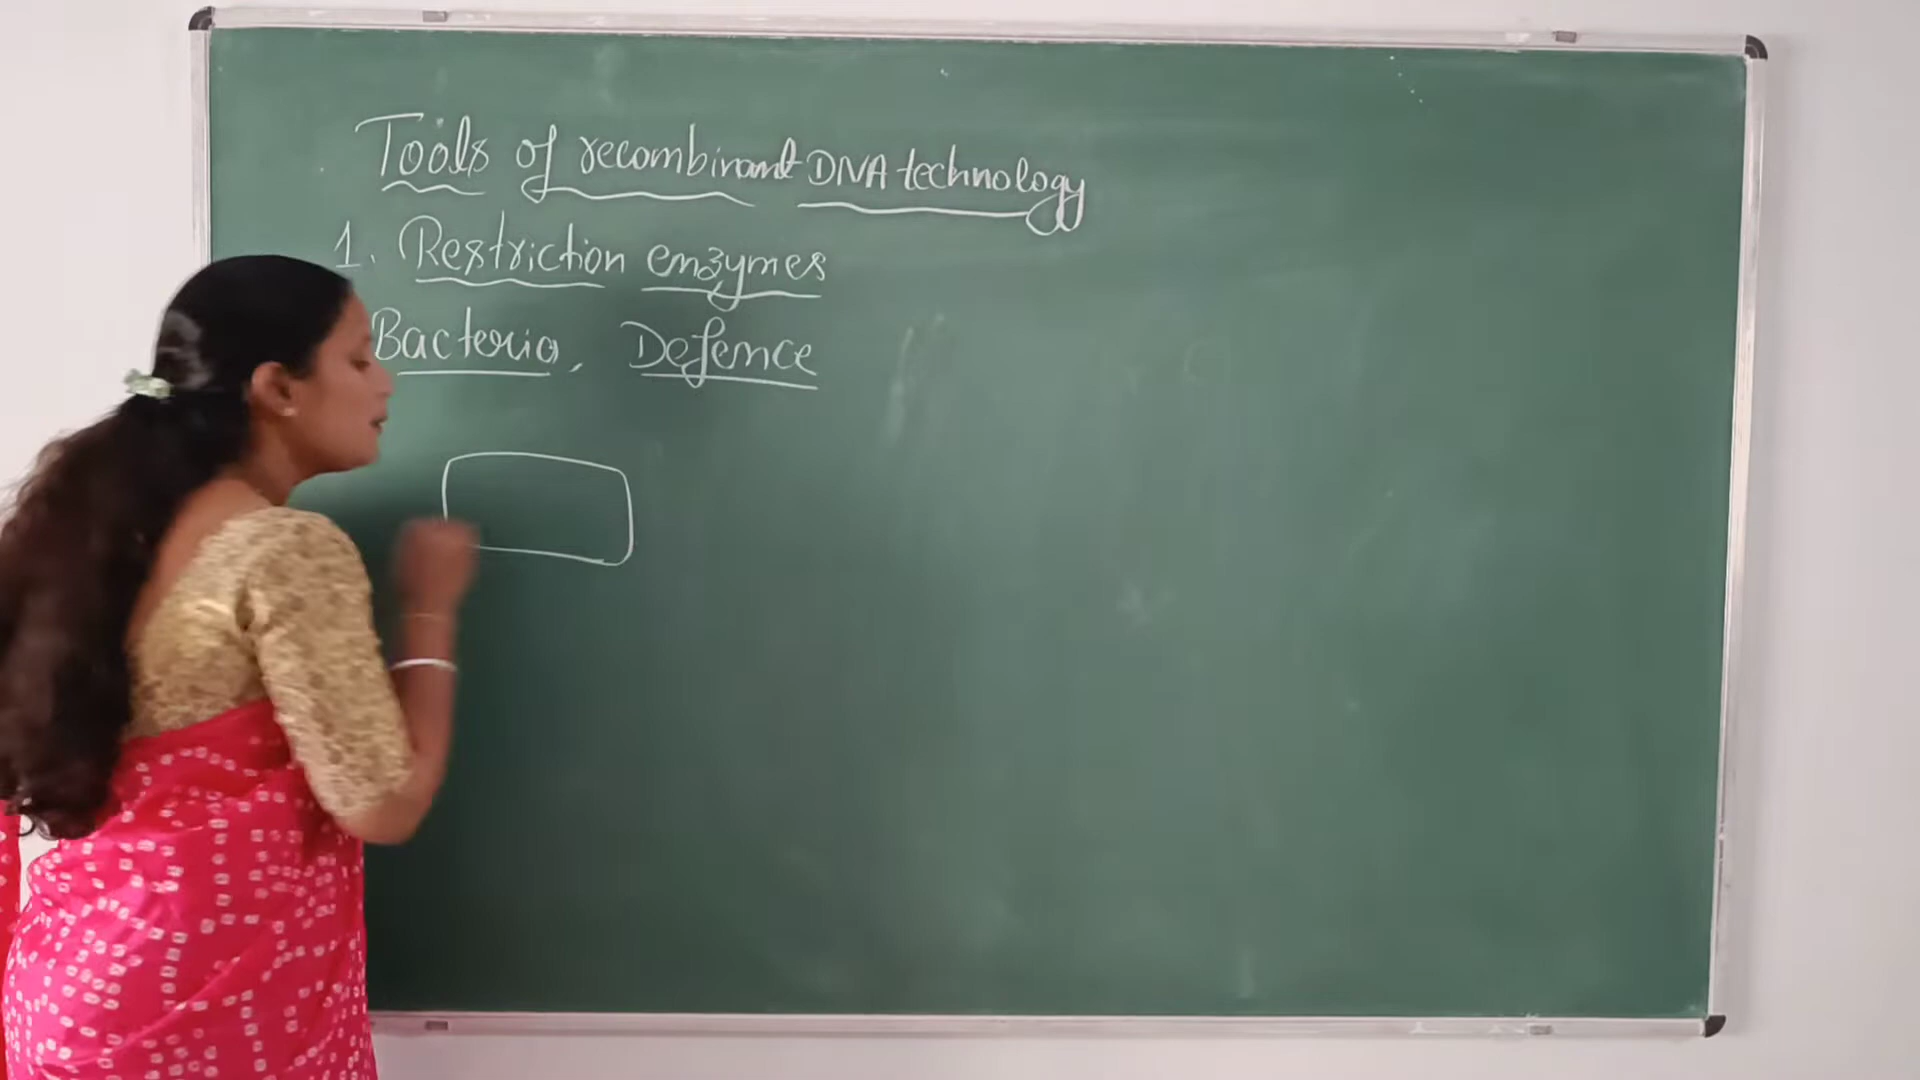 Tools of recombinant DNA technology
1. Restriction enzymes
Bacteria, Defence